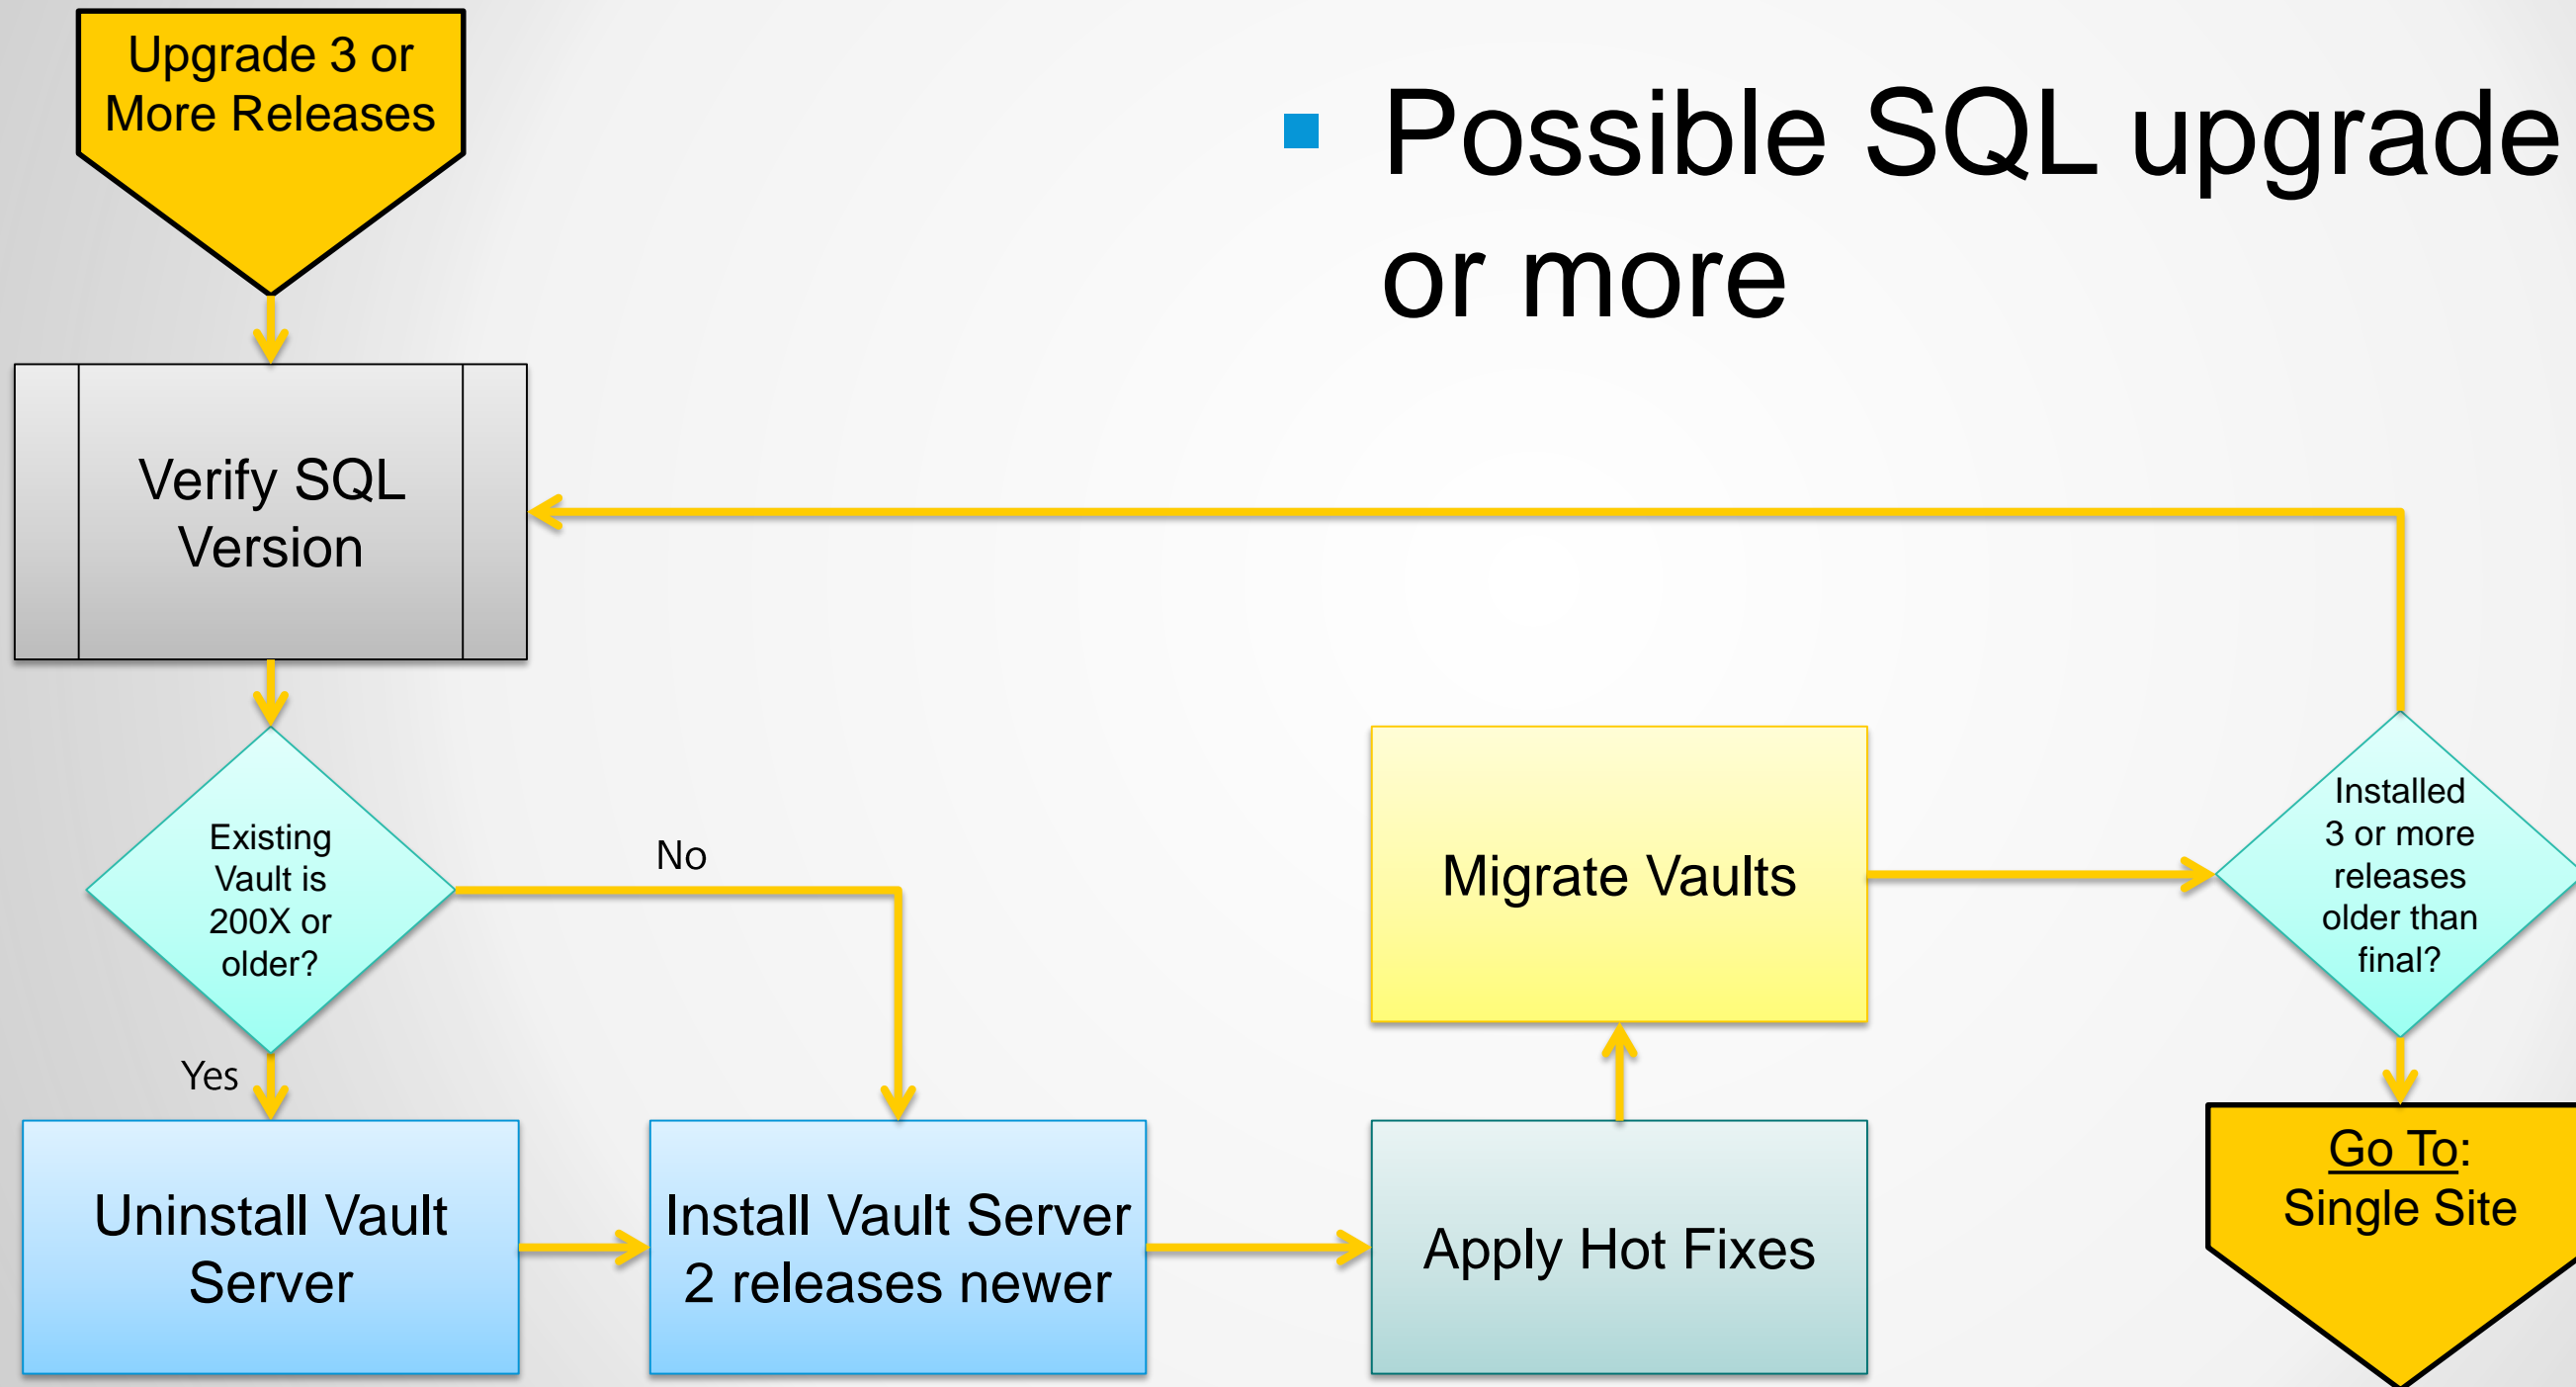 Upgrade 3 or
More Releases
▪ Possible SQL upgrade
or more
Verify SQL
Version
Existing
Vault is
200X or
older?
No
Yes
Uninstall Vault
Server
Install Vault Server
2 releases newer
Apply Hot Fixes
Migrate Vaults
Installed
3 or more
releases
older than
final?
Go To:
Single Site